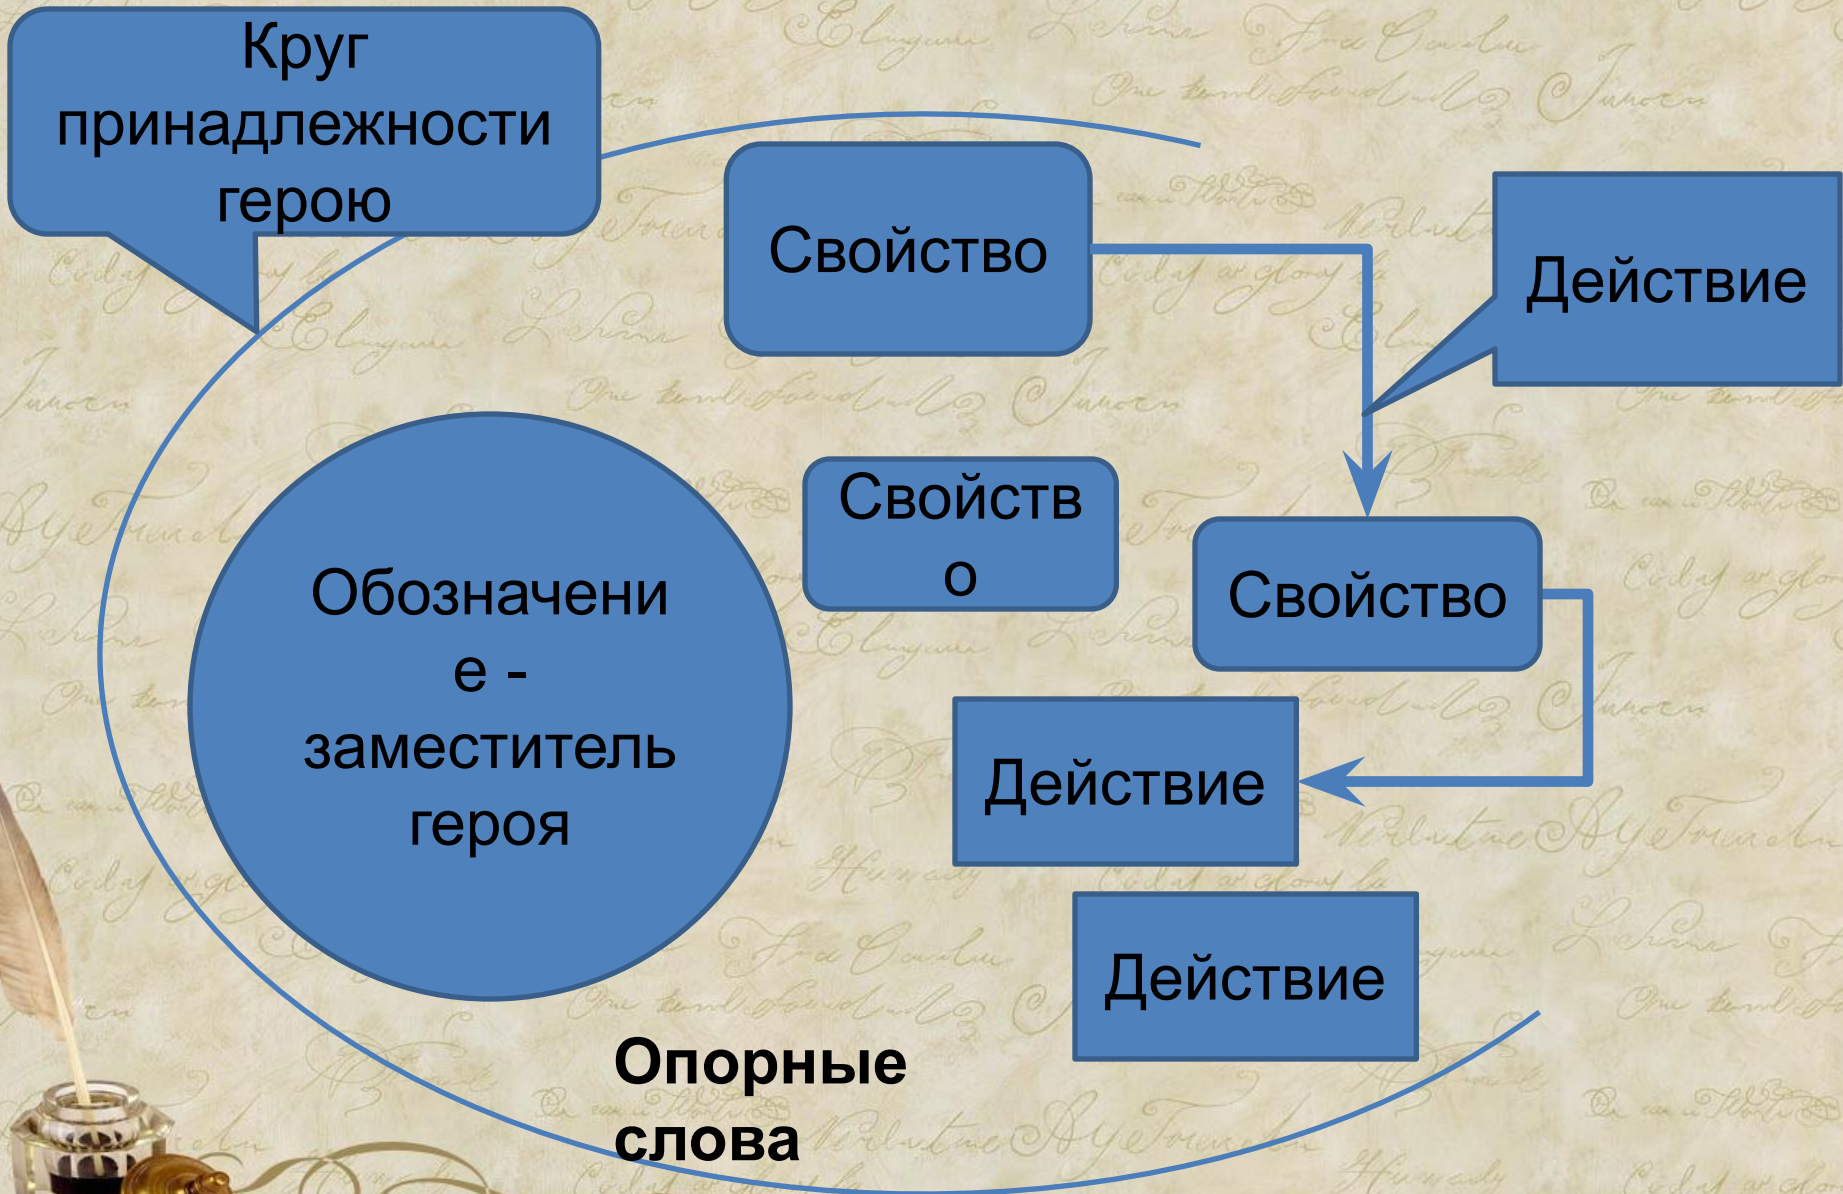 Круг
принадлежности
герою
Свойство
Действие
Свойств
о
Свойство
Обозначени
е -
заместитель
героя
Действие
Действие
Опорные
слова